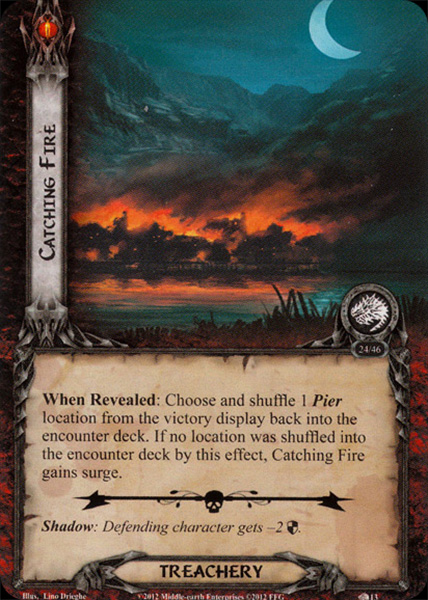 CATCHING FIRE
24/46
When Revealed: Choose and shuffle 1 Pier
location from the victory display back into the
encounter deck. If no location was shuffled into
the encounter deck by this effect, Catching Fire
gains surge.
Shadow: Defending character gets –2
TREACHERY
Illus. Lino Drieghe ©2012 Middle-earth Enterprises ©2012 FFG 13